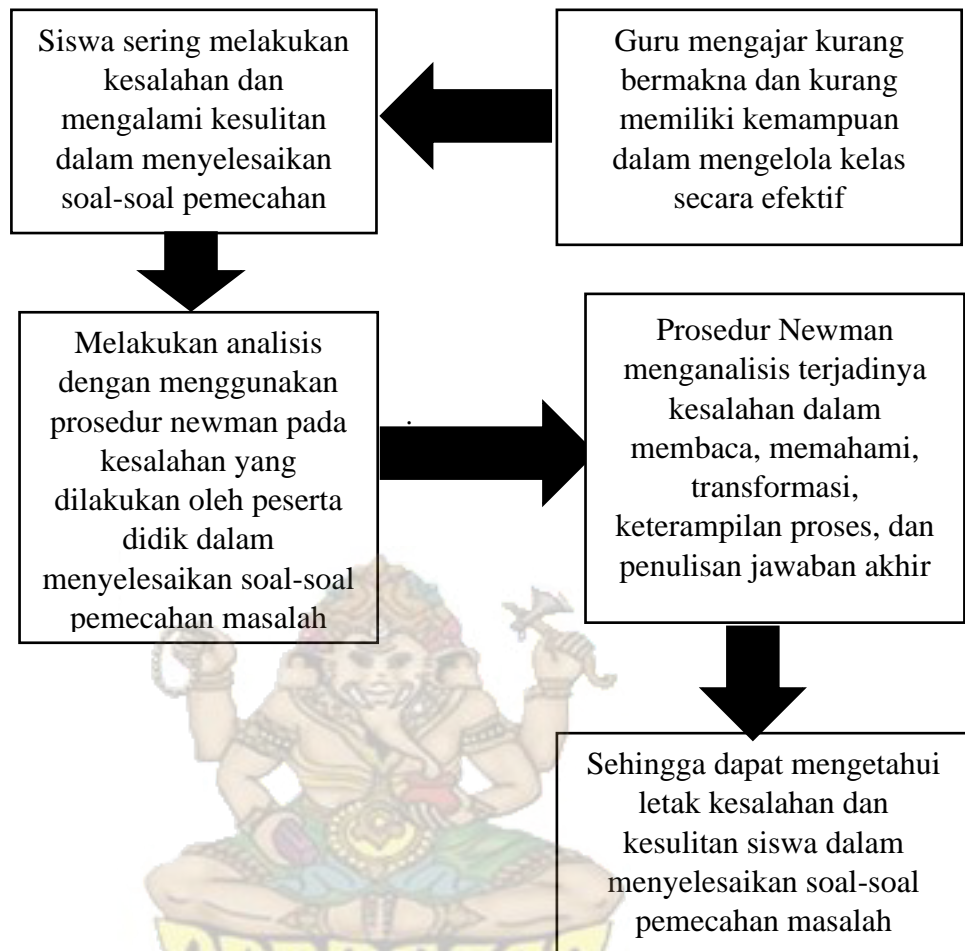 Siswa sering melakukan
kesalahan dan
mengalami kesulitan
dalam menyelesaikan
soal-soal pemecahan
Guru mengajar kurang
bermakna dan kurang
memiliki kemampuan
dalam mengelola kelas
secara efektif
Melakukan analisis
dengan menggunakan
prosedur newman pada
kesalahan yang
dilakukan oleh peserta
didik dalam
menyelesaikan soal-soal
pemecahan masalah
.
Prosedur Newman
menganalisis terjadinya
kesalahan dalam
membaca, memahami,
transformasi,
keterampilan proses, dan
penulisan jawaban akhir
Sehingga dapat mengetahui
letak kesalahan dan
kesulitan siswa dalam
menyelesaikan soal-soal
pemecahan masalah